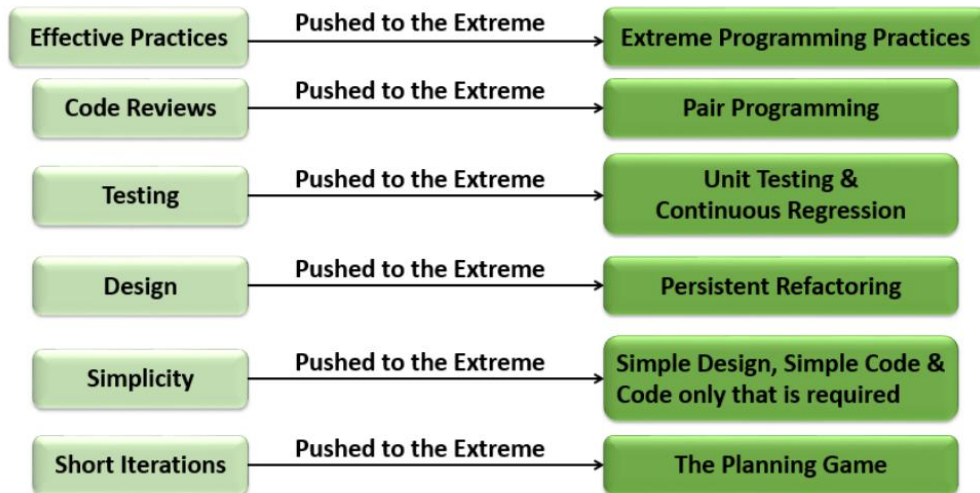 Effective Practices
Pushed to the Extreme
Extreme Programming Practices
Code Reviews
Pushed to the Extreme
Pair Programming
Testing
Pushed to the Extreme
Unit Testing &
Continuous Regression
Design
Pushed to the Extreme
Persistent Refactoring
Simplicity
Pushed to the Extreme
Simple Design, Simple Code &
Code only that is required
Short Iterations
Pushed to the Extreme
The Planning Game